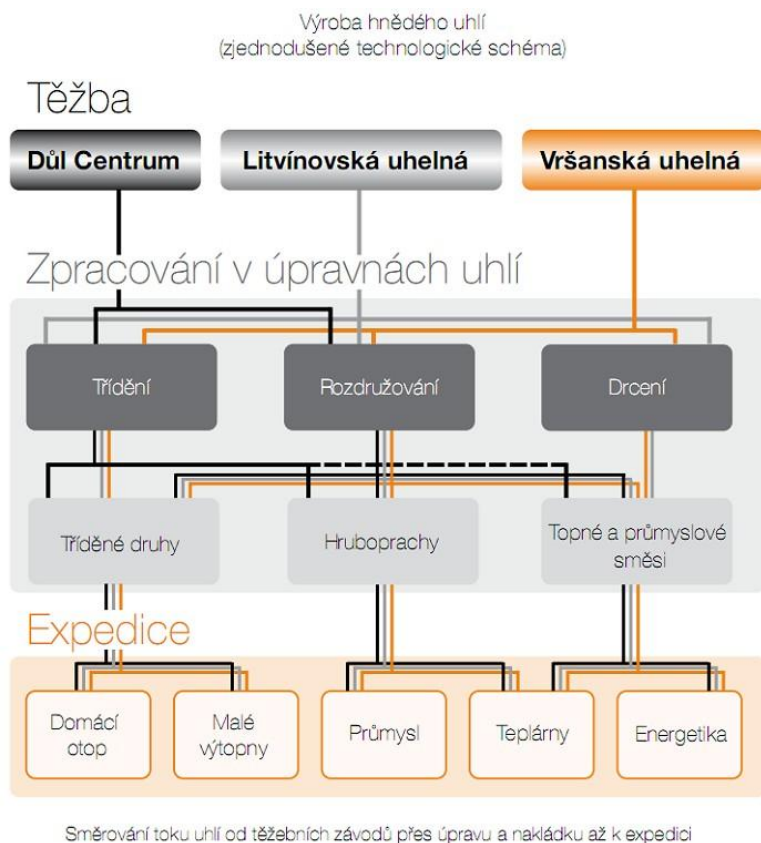 Výroba hnědého uhlí
(zjednodušené technologické schéma)
Těžba
Důl Centrum
Litvínovská uhelná
Vršanská uhelná
Zpracování v úpravnách uhlí
Třídění
Rozdružování
Drcení
Tříděné druhy
Hruboprachy
Topné a průmyslové
směsi
Expedice
Domácí
otop
Malé
výtopny
Průmysl
Teplárny
Energetika
Směrování toku uhlí od těžebních závodů přes úpravu a nakládku až k expedici